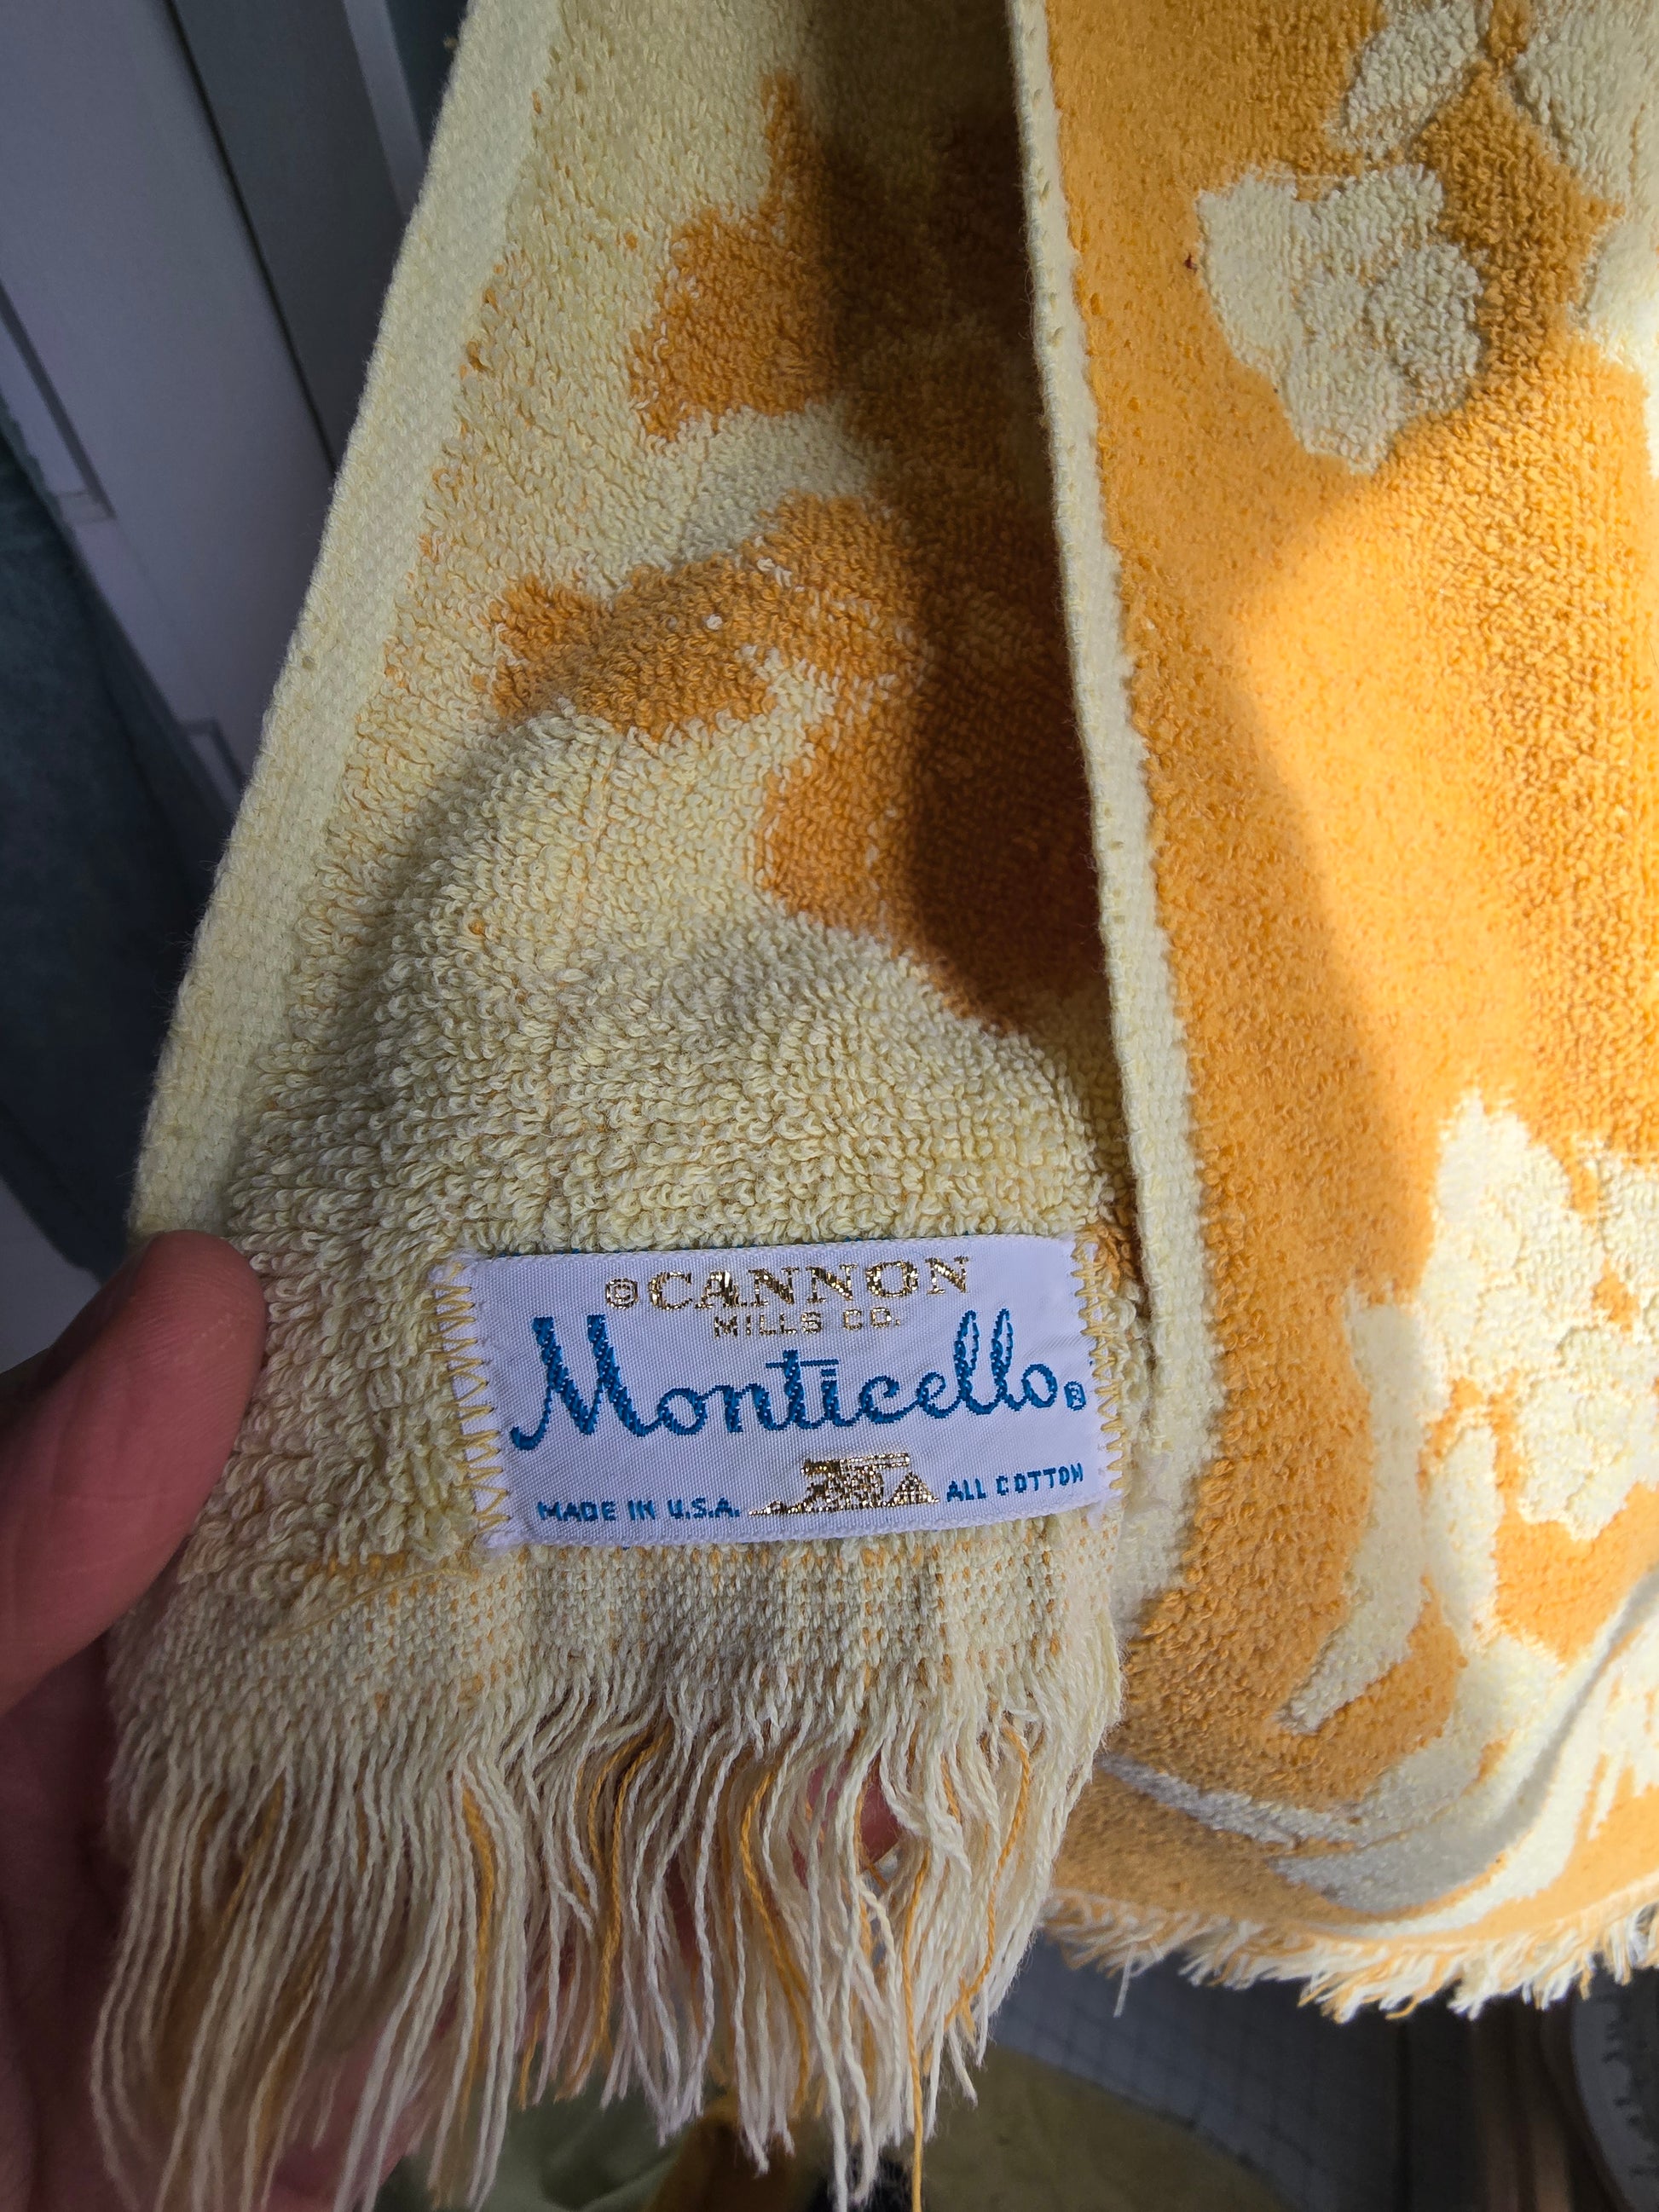 © CANNON
MILLS CO.
Monticello®
MADE IN U.S.A. ALL COTTON